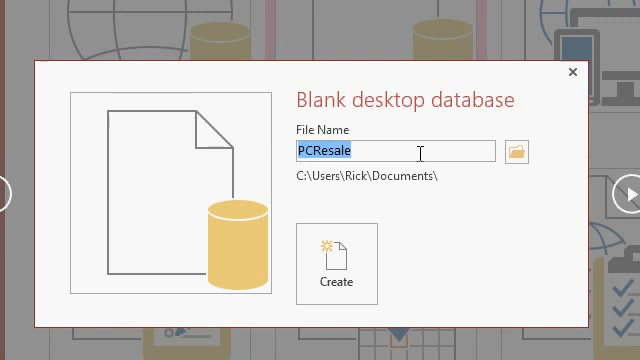 Blank desktop database
File Name
PCResale
C:\Users\Rick\Documents\
Create